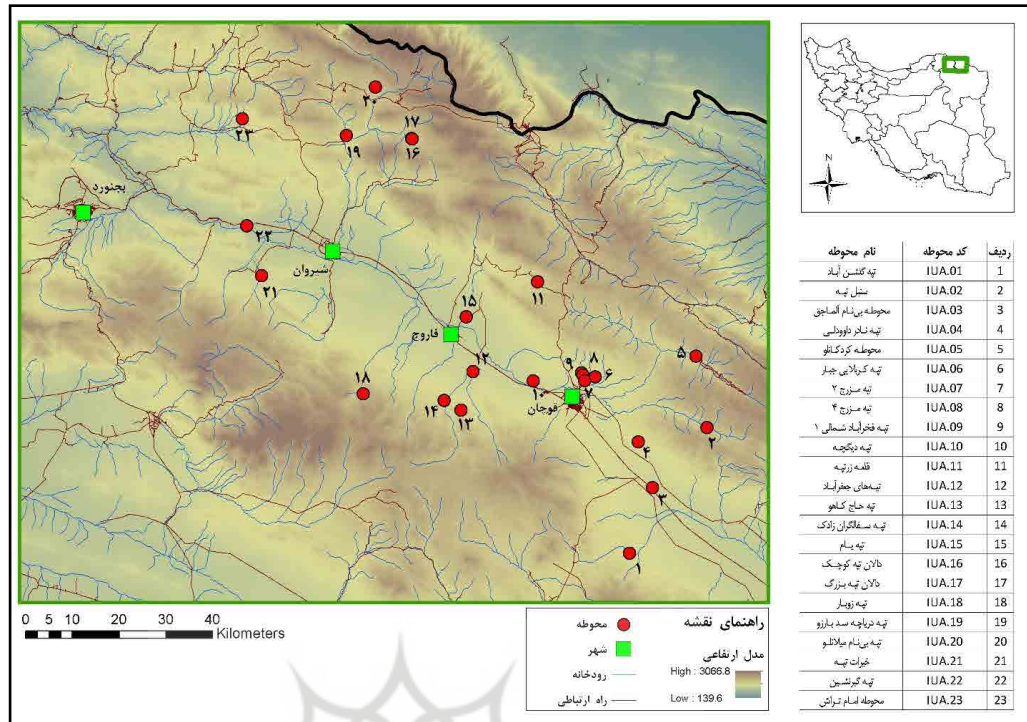 ۲۰
۱۷
۲۳
۱۹
۱۶
بجنورد
۲۲
شیروان
۲۱
۱۱
۱۵
فاروج
۵
۱۲
۹
۸
۶
۱۸
۱۰
۷
قوچان
۱۴
۱۳
۲
۴
۳
۱
N
ردیف کد محوطه نام محوطه
1 IUA.01 تپه گلشن آباد
2 IUA.02 سنبل تپه
3 IUA.03 محوطه بی‌نام آلماجق
4 IUA.04 تپه نادر داوودلی
5 IUA.05 محوطه کردکانلو
6 IUA.06 تپه کربلایی جبار
7 IUA.07 تپه مزرج ۲
8 IUA.08 تپه مزرج ۴
9 IUA.09 تپه فخرآباد شمالی ۱
10 IUA.10 تپه دیگچه
11 IUA.11 قلعه زرتپه
12 IUA.12 تپه‌های جعفرآباد
13 IUA.13 تپه حاج کاهو
14 IUA.14 تپه سفالگران زادک
15 IUA.15 تپه یام
16 IUA.16 دالان تپه کوچک
17 IUA.17 دالان تپه بزرگ
18 IUA.18 تپه زوبار
19 IUA.19 تپه دریاچه سد بارزو
20 IUA.20 تپه بی‌نام میلانلو
21 IUA.21 خیرات تپه
22 IUA.22 تپه گیرنشین
23 IUA.23 محوطه امام تراش
0 5 10 20 30 40
Kilometers
راهنمای نقشه
محوطه
شهر
رودخانه
راه ارتباطی
مدل ارتفاعی
High : 3066.8
Low : 139.6